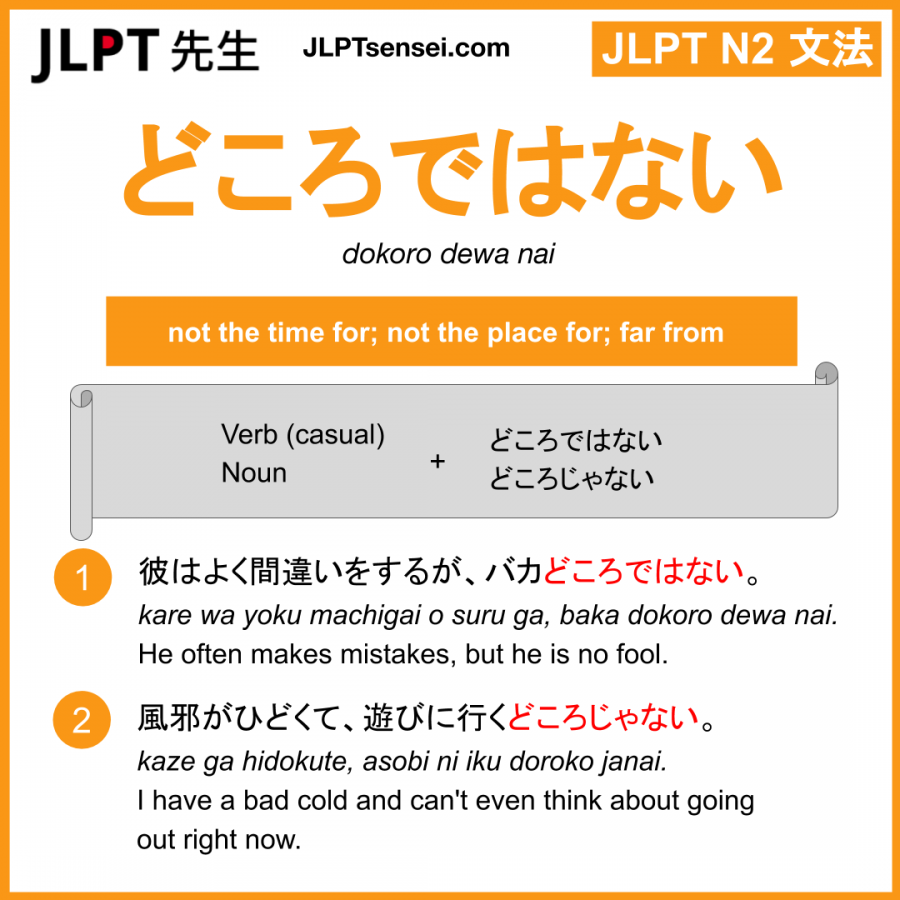 JLPT 先生
JLPTsensei.com
JLPT N2 文法
どころではない
dokoro dewa nai
not the time for; not the place for; far from
Verb (casual)
Noun
+
どころではない
どころじゃない
1
彼はよく間違いをするが、バカどころではない。
kare wa yoku machigai o suru ga, baka dokoro dewa nai.
He often makes mistakes, but he is no fool.
2
風邪がひどくて、遊びに行くどころじゃない。
kaze ga hidokute, asobi ni iku doroko janai.
I have a bad cold and can't even think about going
out right now.